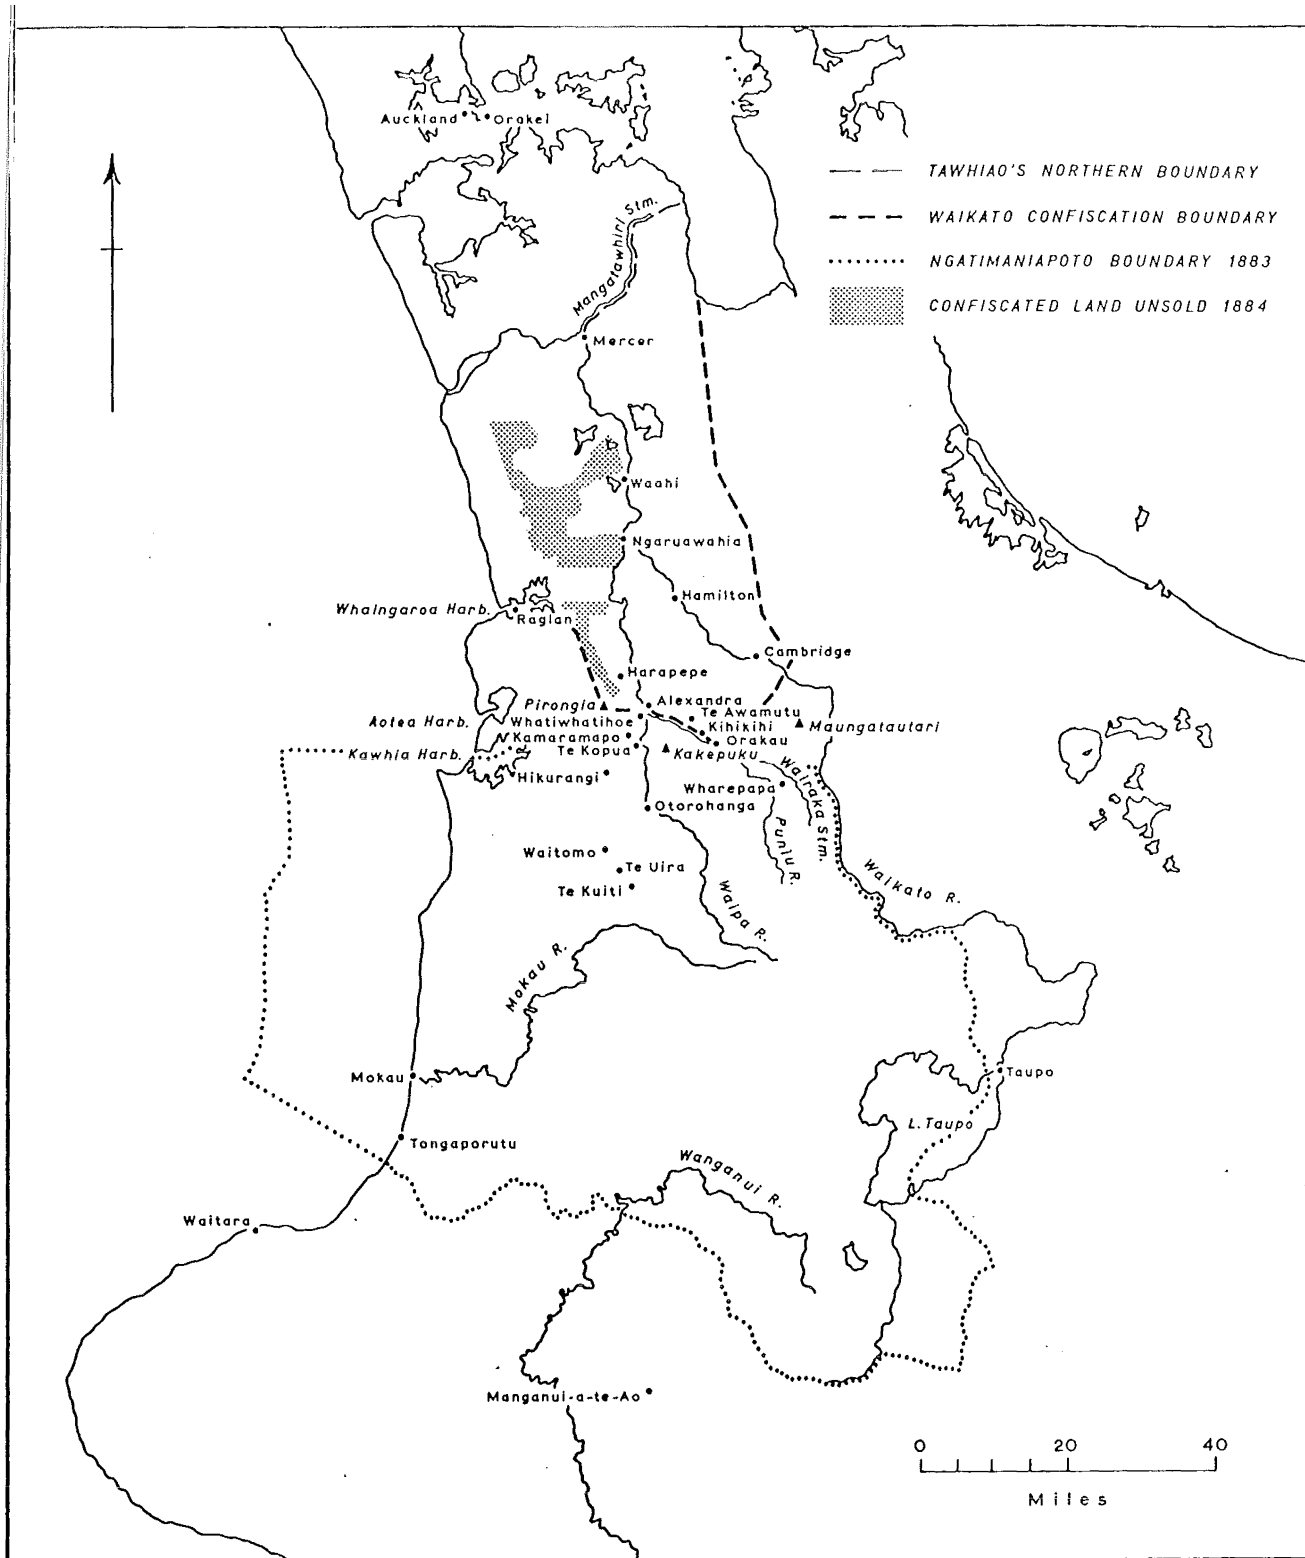 Auckland
Orakei
TAWHIAO'S NORTHERN BOUNDARY
WAIKATO CONFISCATION BOUNDARY
NGATIMANIAPOTO BOUNDARY 1883
CONFISCATED LAND UNSOLD 1884
Mangatawhiri Stm.
Mercer
Waahi
Ngaruawahia
Hamilton
Whaingaroa Harb.
Raglan
Cambridge
Harapepe
Pirongia
Alexandra
Te Awamutu
Aotea Harb.
Whatiwhatihoe
Kihikihi
Maungatautari
Kamaramapo
Orakau
Kawhia Harb.
Te Kopua
Kakepuku
Hikurangi
Wharepapa
Wairaka Stm.
Otorohanga
Puniu R.
Waitomo
Te Uira
Te Kuiti
Waipa R.
Waikato R.
Mokau R.
Mokau
Taupo
L. Taupo
Tongaporutu
Wanganui R.
Waitara
Manganui-a-te-Ao
0 20 40
Miles